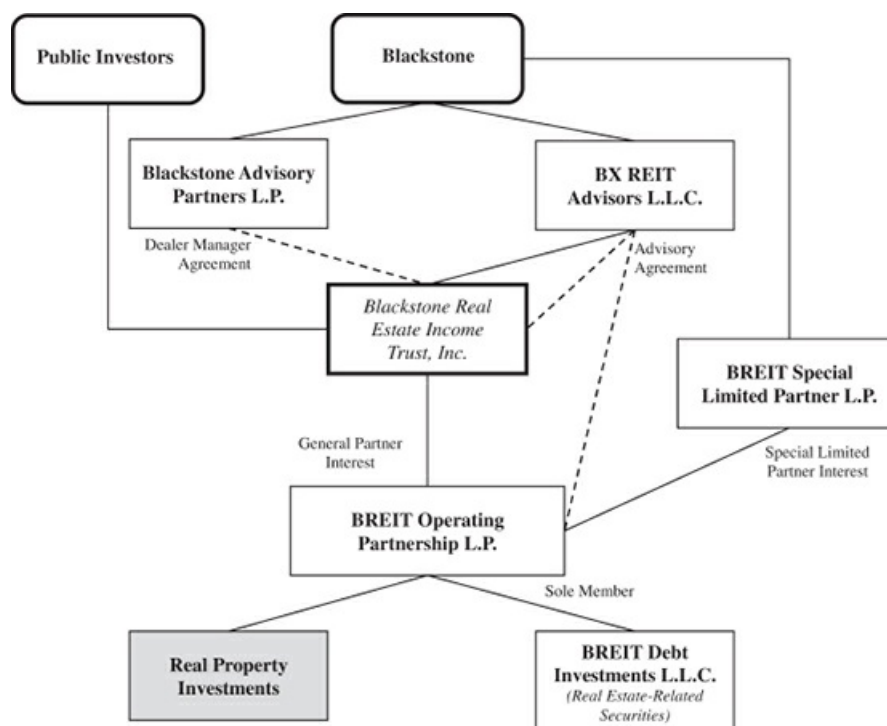 Public Investors
Blackstone
Blackstone Advisory
Partners L.P.
BX REIT
Advisors L.L.C.
Dealer Manager
Agreement
Advisory
Agreement
Blackstone Real
Estate Income
Trust, Inc.
BREIT Special
Limited Partner L.P.
General Partner
Interest
Special Limited
Partner Interest
BREIT Operating
Partnership L.P.
Sole Member
Real Property
Investments
BREIT Debt
Investments L.L.C.
(Real Estate-Related
Securities)